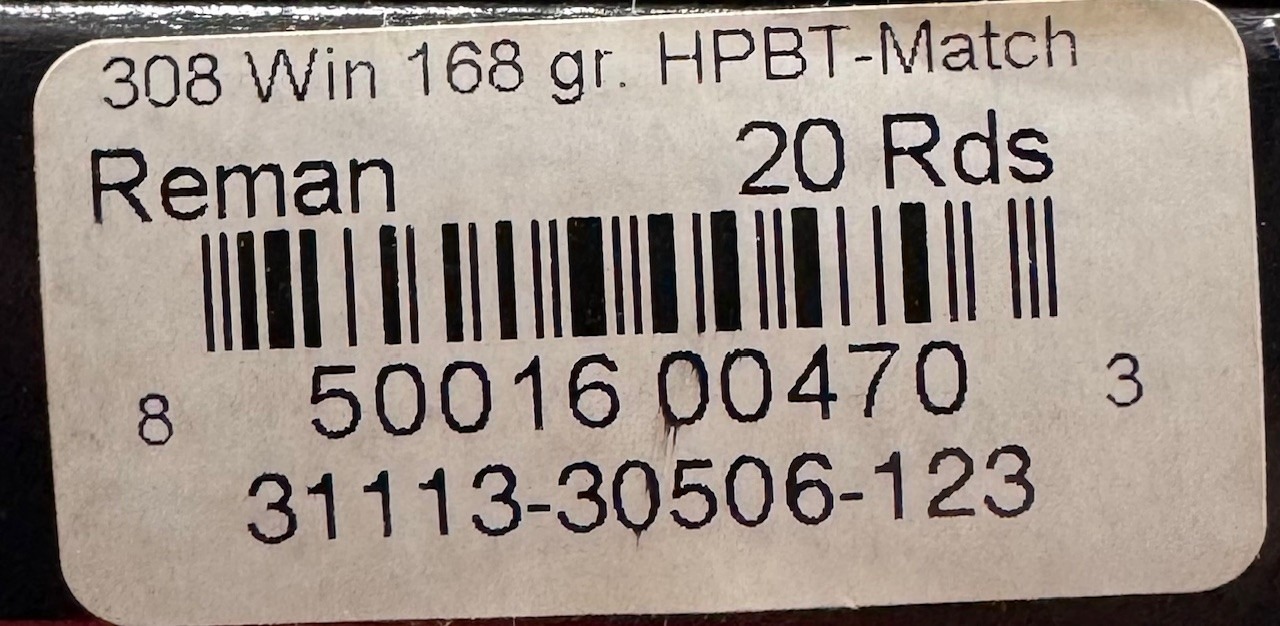 308 Win 168 gr. HPBT-Match
Reman 20 Rds
8 50016 00470 3
31113-30506-123